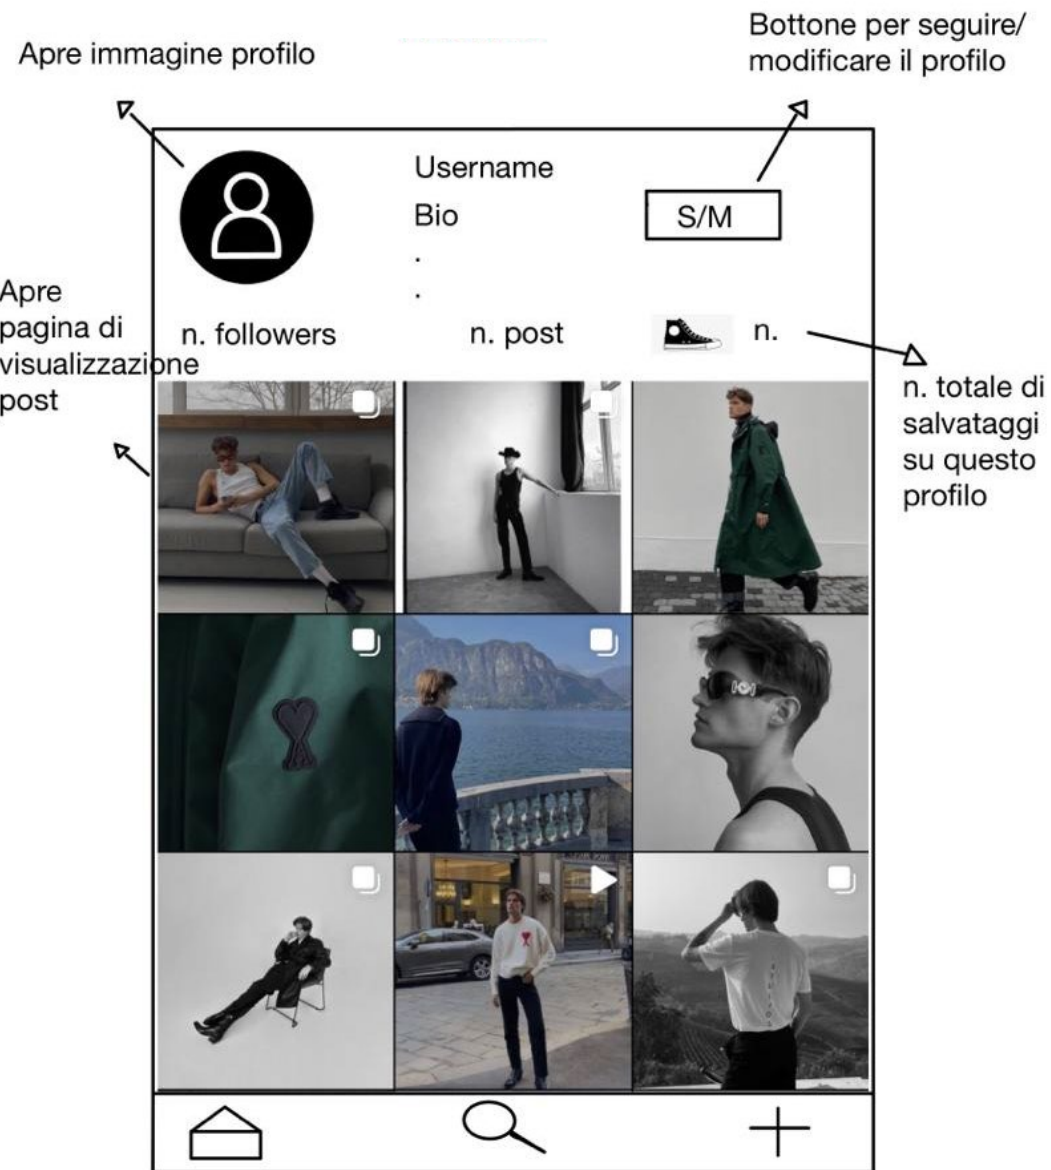 Apre immagine profilo
Bottone per seguire/
modificare il profilo
Username
Bio
.
.
S/M
Apre
pagina di
visualizzazione
post
n. followers
n. post
n.
n. totale di
salvataggi
su questo
profilo